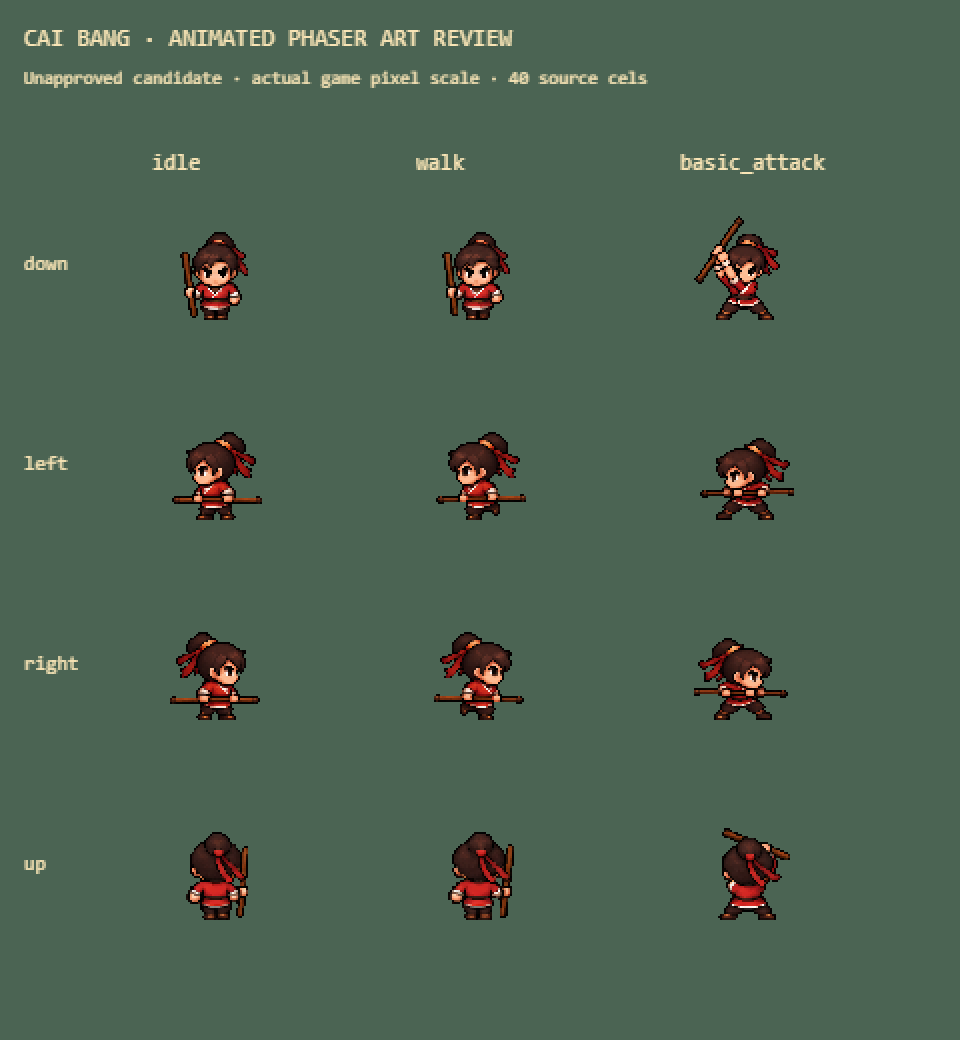 CAI BANG · ANIMATED PHASER ART REVIEW
Unapproved candidate · actual game pixel scale · 40 source cels
idle walk basic_attack
down
left
right
up